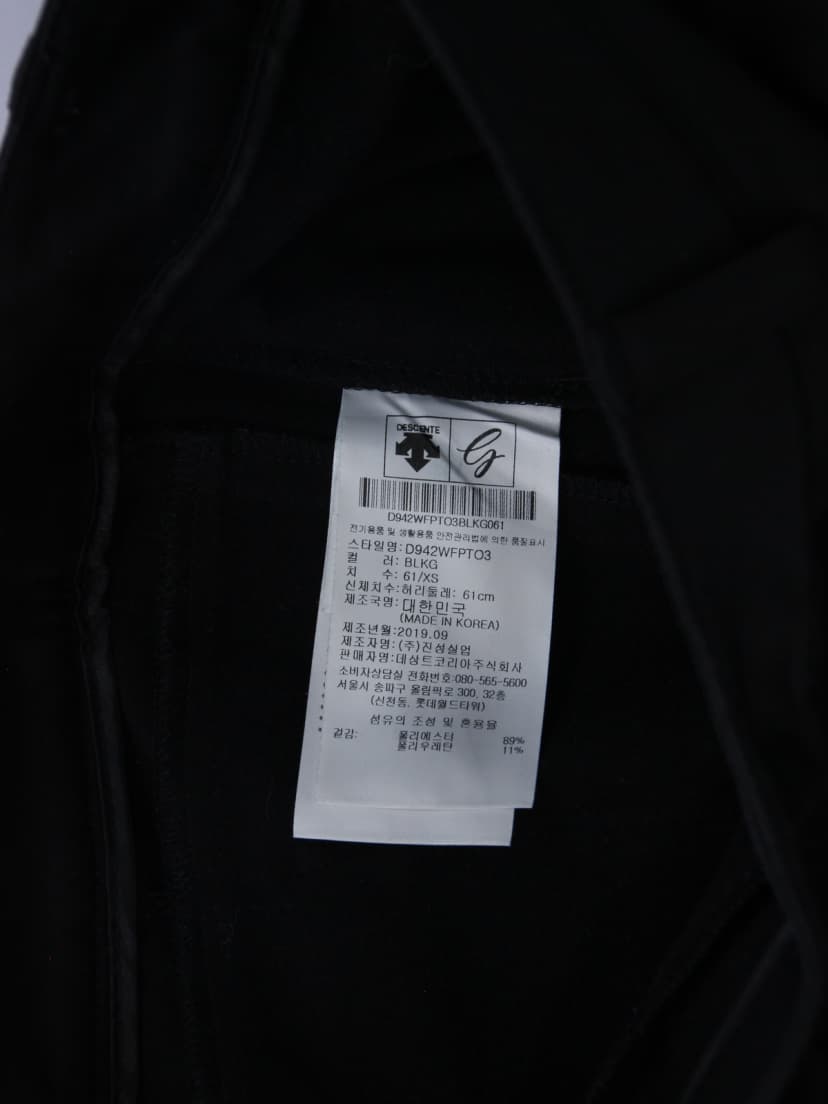 DESCENTE
D942WFPTO3BLKG061
전기용품 및 생활용품 안전관리법에 의한 품질표시
스타일명: D942WFPTO3
컬 러: BLKG
치 수: 61/XS
신체치수: 허리둘레: 61cm
제조국명: 대한민국
(MADE IN KOREA)
제조년월: 2019.09
제조자명: (주)진성실업
판매자명: 데상트코리아주식회사
소비자상담실 전화번호: 080-565-5600
서울시 송파구 올림픽로 300, 32층
(신천동, 롯데월드타워)
섬유의 조성 및 혼용율
겉감: 폴리에스터 89%
폴리우레탄 11%